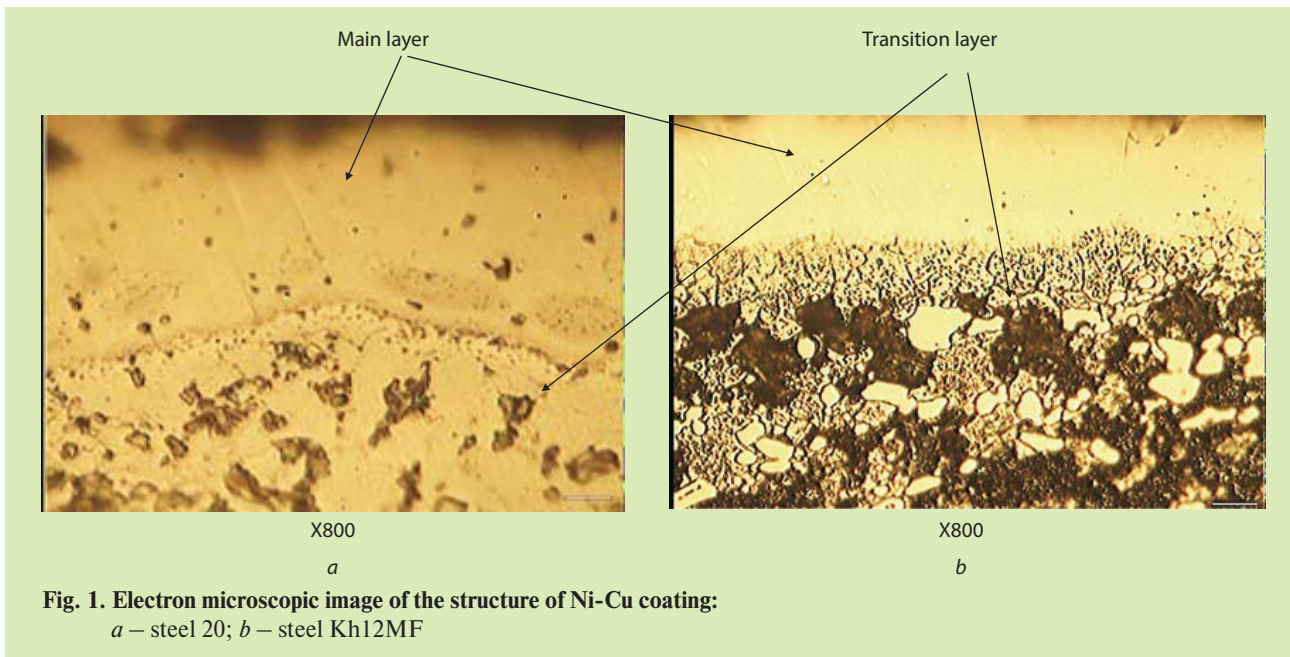 Main layer
Transition layer
X800
X800
a
b
Fig. 1. Electron microscopic image of the structure of Ni-Cu coating:
a – steel 20; b – steel Kh12MF